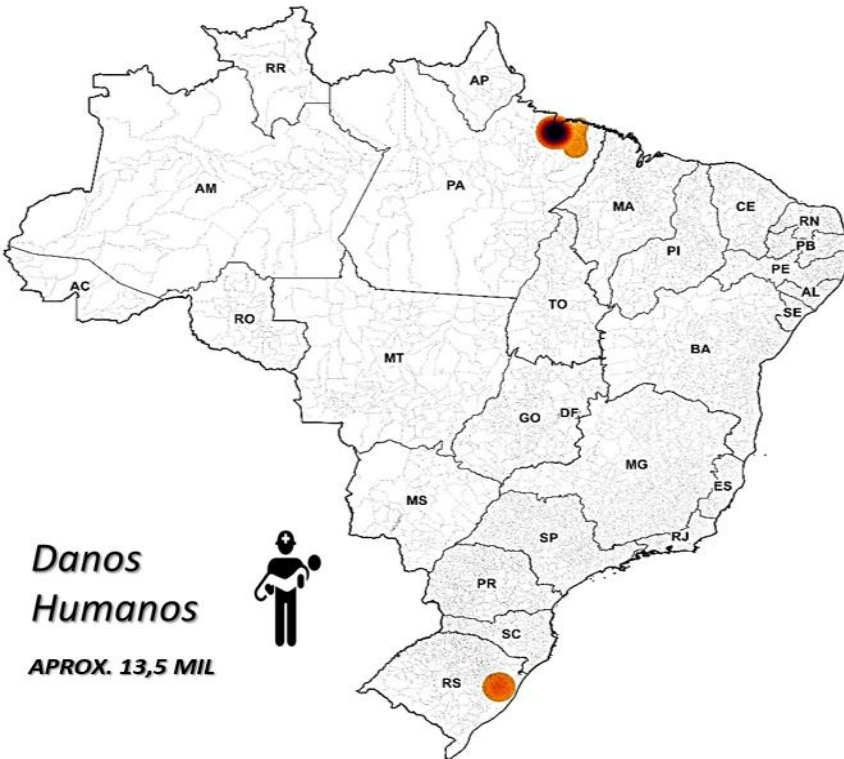 RR
AP
AM
PA
MA
CE
RN
PB
PI
PE
AC
AL
TO
SE
RO
BA
MT
GO
DF
MG
ES
MS
SP
RJ
PR
SC
RS
Danos
Humanos
APROX. 13,5 MIL